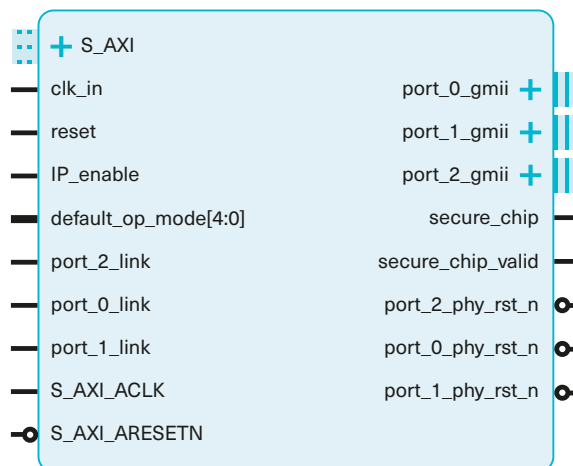 S_AXI
clk_in
port_0_gmii
reset
port_1_gmii
IP_enable
port_2_gmii
default_op_mode[4:0]
secure_chip
port_2_link
secure_chip_valid
port_0_link
port_2_phy_rst_n
port_1_link
port_0_phy_rst_n
S_AXI_ACLK
port_1_phy_rst_n
S_AXI_ARESETN